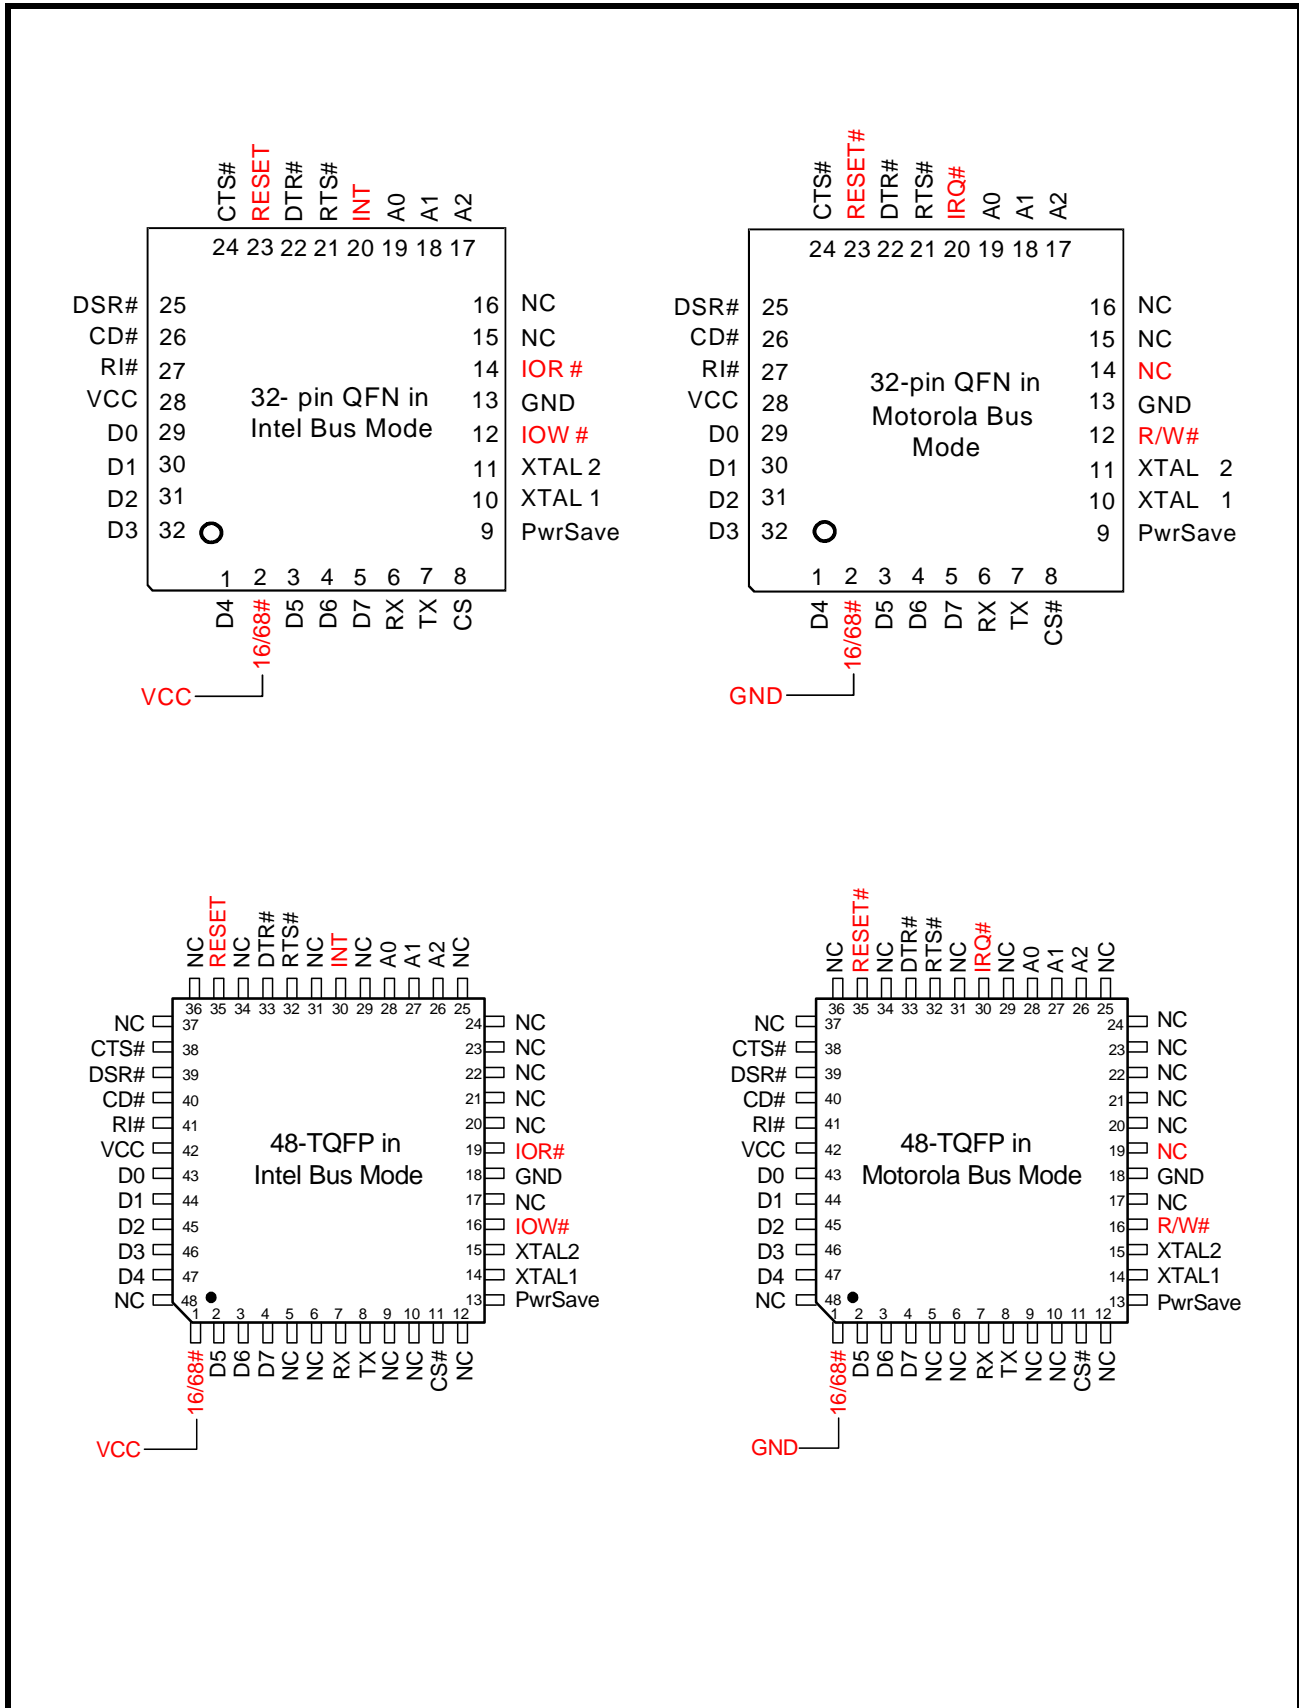 CTS# RESET DTR# RTS# INT A0 A1 A2
24 23 22 21 20 19 18 17
DSR# 25 16 NC
CD# 26 15 NC
RI# 27 14 IOR #
VCC 28 13 GND
D0 29 12 IOW #
D1 30 11 XTAL 2
D2 31 10 XTAL 1
D3 32 9 PwrSave
32- pin QFN in
Intel Bus Mode
1 2 3 4 5 6 7 8
D4 16/68# D5 D6 D7 RX TX CS
VCC
CTS# RESET# DTR# RTS# IRQ# A0 A1 A2
24 23 22 21 20 19 18 17
DSR# 25 16 NC
CD# 26 15 NC
RI# 27 14 NC
VCC 28 13 GND
D0 29 12 R/W#
D1 30 11 XTAL 2
D2 31 10 XTAL 1
D3 32 9 PwrSave
32-pin QFN in
Motorola Bus
Mode
1 2 3 4 5 6 7 8
D4 16/68# D5 D6 D7 RX TX CS#
GND
NC RESET NC DTR# RTS# NC INT NC A0 A1 A2 NC
36 35 34 33 32 31 30 29 28 27 26 25
NC 37 24 NC
CTS# 38 23 NC
DSR# 39 22 NC
CD# 40 21 NC
RI# 41 20 NC
VCC 42 19 IOR#
D0 43 18 GND
D1 44 17 NC
D2 45 16 IOW#
D3 46 15 XTAL2
D4 47 14 XTAL1
NC 48 13 PwrSave
48-TQFP in
Intel Bus Mode
1 2 3 4 5 6 7 8 9 10 11 12
16/68# D5 D6 D7 NC NC RX TX NC NC CS# NC
VCC
NC RESET# NC DTR# RTS# NC IRQ# NC A0 A1 A2 NC
36 35 34 33 32 31 30 29 28 27 26 25
NC 37 24 NC
CTS# 38 23 NC
DSR# 39 22 NC
CD# 40 21 NC
RI# 41 20 NC
VCC 42 19 NC
D0 43 18 GND
D1 44 17 NC
D2 45 16 R/W#
D3 46 15 XTAL2
D4 47 14 XTAL1
NC 48 13 PwrSave
48-TQFP in
Motorola Bus Mode
1 2 3 4 5 6 7 8 9 10 11 12
16/68# D5 D6 D7 NC NC RX TX NC NC CS# NC
GND